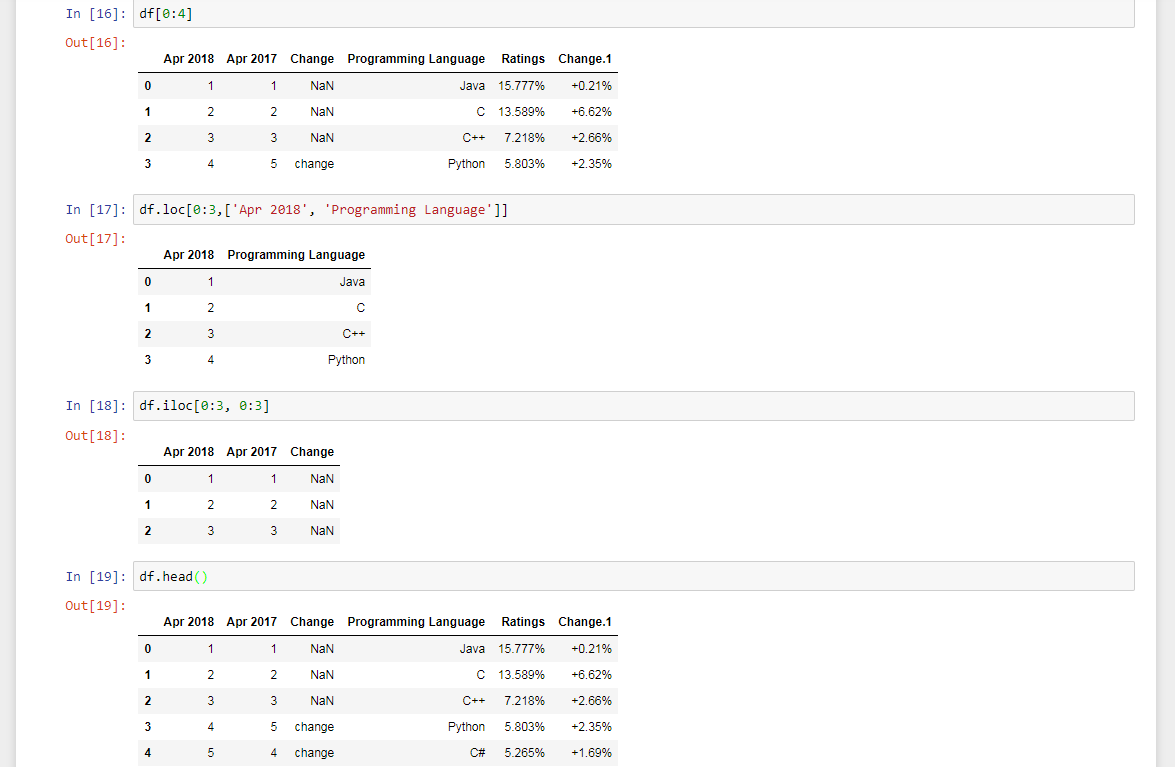 In [16]: df[0:4]
Out[16]:
Apr 2018 Apr 2017 Change Programming Language Ratings Change.1
0 1 1 NaN Java 15.777% +0.21%
1 2 2 NaN C 13.589% +6.62%
2 3 3 NaN C++ 7.218% +2.66%
3 4 5 change Python 5.803% +2.35%
In [17]: df.loc[0:3,['Apr 2018', 'Programming Language']]
Out[17]:
Apr 2018 Programming Language
0 1 Java
1 2 C
2 3 C++
3 4 Python
In [18]: df.iloc[0:3, 0:3]
Out[18]:
Apr 2018 Apr 2017 Change
0 1 1 NaN
1 2 2 NaN
2 3 3 NaN
In [19]: df.head()
Out[19]:
Apr 2018 Apr 2017 Change Programming Language Ratings Change.1
0 1 1 NaN Java 15.777% +0.21%
1 2 2 NaN C 13.589% +6.62%
2 3 3 NaN C++ 7.218% +2.66%
3 4 5 change Python 5.803% +2.35%
4 5 4 change C# 5.265% +1.69%